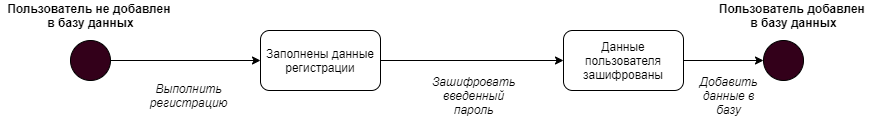 Пользователь не добавлен
в базу данных
Пользователь добавлен
в базу данных
Заполнены данные
регистрации
Данные
пользователя
зашифрованы
Выполнить
регистрацию
Зашифровать
введенный
пароль
Добавить
данные в
базу